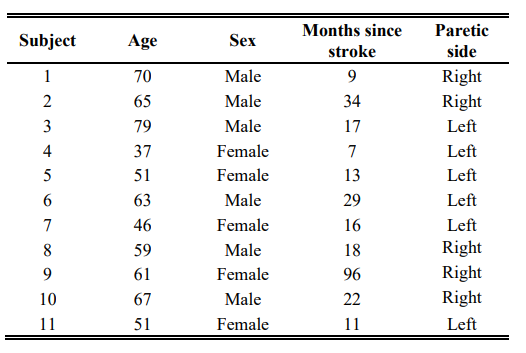 Subject Age Sex Months since stroke Paretic side
1 70 Male 9 Right
2 65 Male 34 Right
3 79 Male 17 Left
4 37 Female 7 Left
5 51 Female 13 Left
6 63 Male 29 Left
7 46 Female 16 Left
8 59 Male 18 Right
9 61 Female 96 Right
10 67 Male 22 Right
11 51 Female 11 Left